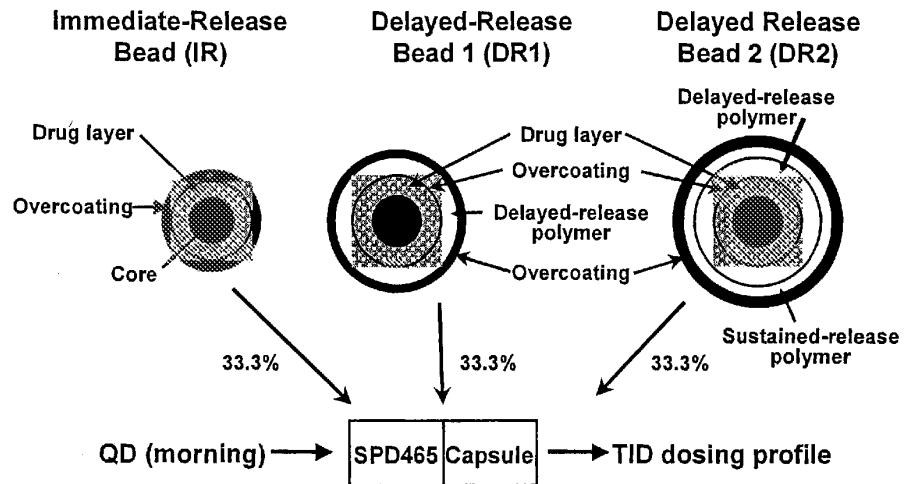 Immediate-Release
Bead (IR)
Delayed-Release
Bead 1 (DR1)
Delayed Release
Bead 2 (DR2)
Drug layer
Overcoating
Core
Drug layer
Overcoating
Delayed-release
polymer
Overcoating
Delayed-release
polymer
Sustained-release
polymer
33.3%
33.3%
33.3%
QD (morning)
SPD465
Capsule
TID dosing profile